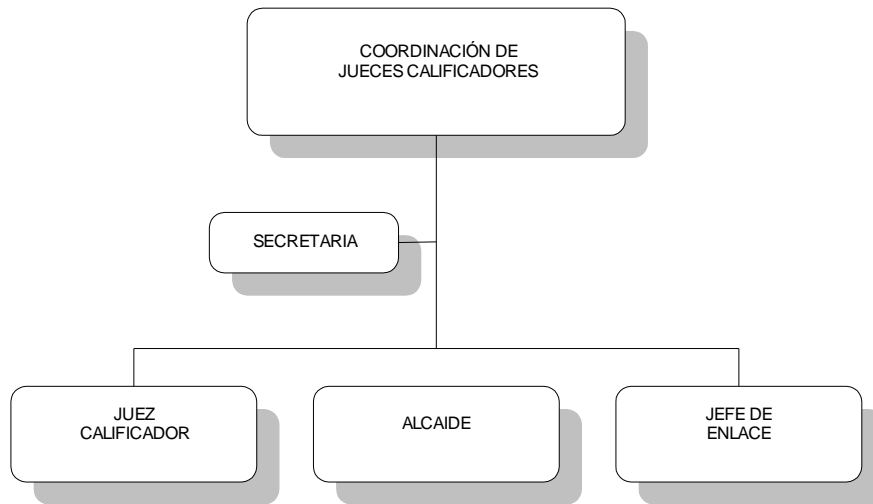 COORDINACIÓN DE
JUECES CALIFICADORES
SECRETARIA
JUEZ
CALIFICADOR
ALCAIDE
JEFE DE
ENLACE